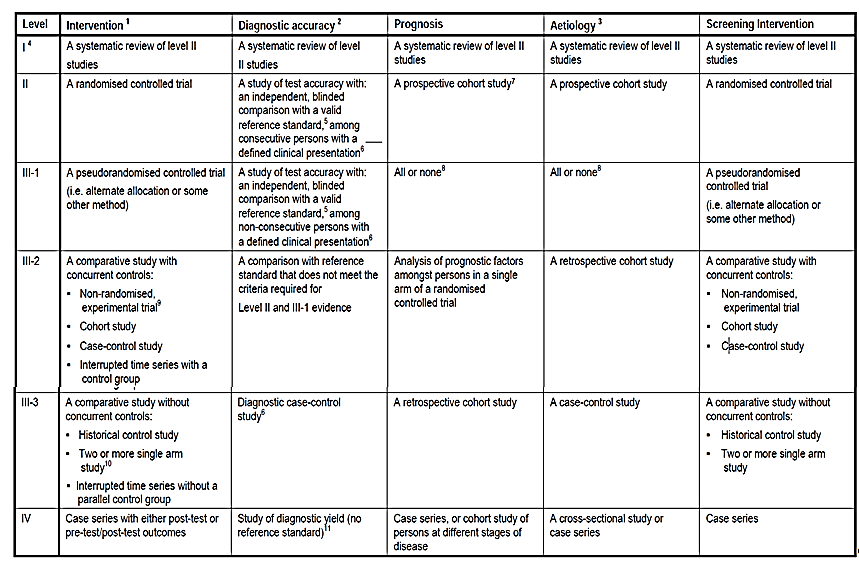 Level Intervention 1 Diagnostic accuracy 2 Prognosis Aetiology 3 Screening Intervention
I 4
A systematic review of level II
studies
A systematic review of level
II studies
A systematic review of level II
studies
A systematic review of level II
studies
A systematic review of level II
studies
II
A randomised controlled trial
A study of test accuracy with:
an independent, blinded
comparison with a valid
reference standard,5 among
consecutive persons with a
defined clinical presentation6
A prospective cohort study7
A prospective cohort study
A randomised controlled trial
III-1
A pseudorandomised controlled trial
(i.e. alternate allocation or some
other method)
A study of test accuracy with:
an independent, blinded
comparison with a valid
reference standard,5 among
non-consecutive persons with
a defined clinical presentation6
All or none8
All or none8
A pseudorandomised
controlled trial
(i.e. alternate allocation or
some other method)
III-2
A comparative study with
concurrent controls:
• Non-randomised,
experimental trial9
• Cohort study
• Case-control study
• Interrupted time series with a
control group
A comparison with reference
standard that does not meet the
criteria required for
Level II and III-1 evidence
Analysis of prognostic factors
amongst persons in a single
arm of a randomised
controlled trial
A retrospective cohort study
A comparative study with
concurrent controls:
• Non-randomised,
experimental trial
• Cohort study
• Case-control study
III-3
A comparative study without
concurrent controls:
• Historical control study
• Two or more single arm
study10
• Interrupted time series without a
parallel control group
Diagnostic case-control
study6
A retrospective cohort study
A case-control study
A comparative study without
concurrent controls:
• Historical control study
• Two or more single arm
study
IV
Case series with either post-test or
pre-test/post-test outcomes
Study of diagnostic yield (no
reference standard)11
Case series, or cohort study of
persons at different stages of
disease
A cross-sectional study or
case series
Case series